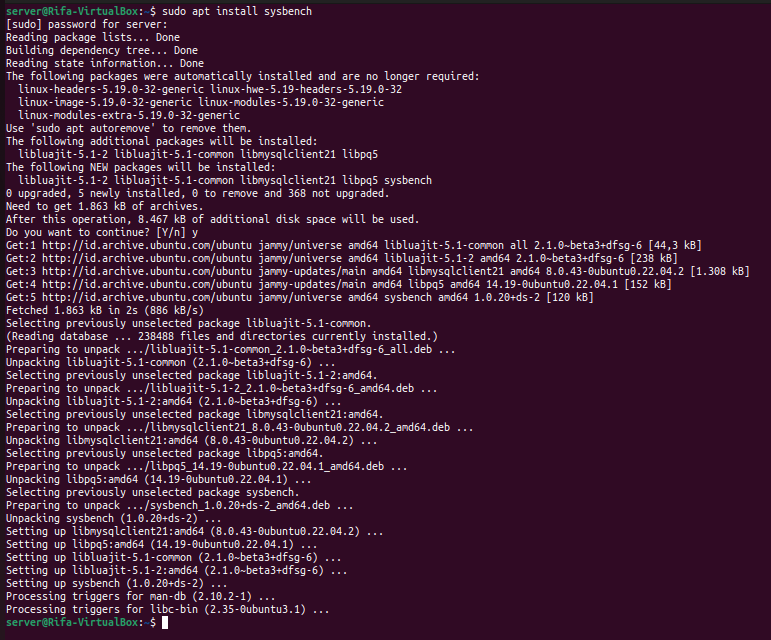 server@Rifa-VirtualBox:~$ sudo apt install sysbench
[sudo] password for server:
Reading package lists... Done
Building dependency tree... Done
Reading state information... Done
The following packages were automatically installed and are no longer required:
  linux-headers-5.19.0-32-generic linux-hwe-5.19-headers-5.19.0-32
  linux-image-5.19.0-32-generic linux-modules-5.19.0-32-generic
  linux-modules-extra-5.19.0-32-generic
Use 'sudo apt autoremove' to remove them.
The following additional packages will be installed:
  libluajit-5.1-2 libluajit-5.1-common libmysqlclient21 libpq5
The following NEW packages will be installed:
  libluajit-5.1-2 libluajit-5.1-common libmysqlclient21 libpq5 sysbench
0 upgraded, 5 newly installed, 0 to remove and 368 not upgraded.
Need to get 1.863 kB of archives.
After this operation, 8.467 kB of additional disk space will be used.
Do you want to continue? [Y/n] y
Get:1 http://id.archive.ubuntu.com/ubuntu jammy/universe amd64 libluajit-5.1-common all 2.1.0~beta3+dfsg-6 [44,3 kB]
Get:2 http://id.archive.ubuntu.com/ubuntu jammy/universe amd64 libluajit-5.1-2 amd64 2.1.0~beta3+dfsg-6 [238 kB]
Get:3 http://id.archive.ubuntu.com/ubuntu jammy-updates/main amd64 libmysqlclient21 amd64 8.0.43-0ubuntu0.22.04.2 [1.308 kB]
Get:4 http://id.archive.ubuntu.com/ubuntu jammy-updates/main amd64 libpq5 amd64 14.19-0ubuntu0.22.04.1 [152 kB]
Get:5 http://id.archive.ubuntu.com/ubuntu jammy/universe amd64 sysbench amd64 1.0.20+ds-2 [120 kB]
Fetched 1.863 kB in 2s (886 kB/s)
Selecting previously unselected package libluajit-5.1-common.
(Reading database ... 238488 files and directories currently installed.)
Preparing to unpack .../libluajit-5.1-common_2.1.0~beta3+dfsg-6_all.deb ...
Unpacking libluajit-5.1-common (2.1.0~beta3+dfsg-6) ...
Selecting previously unselected package libluajit-5.1-2:amd64.
Preparing to unpack .../libluajit-5.1-2_2.1.0~beta3+dfsg-6_amd64.deb ...
Unpacking libluajit-5.1-2:amd64 (2.1.0~beta3+dfsg-6) ...
Selecting previously unselected package libmysqlclient21:amd64.
Preparing to unpack .../libmysqlclient21_8.0.43-0ubuntu0.22.04.2_amd64.deb ...
Unpacking libmysqlclient21:amd64 (8.0.43-0ubuntu0.22.04.2) ...
Selecting previously unselected package libpq5:amd64.
Preparing to unpack .../libpq5_14.19-0ubuntu0.22.04.1_amd64.deb ...
Unpacking libpq5:amd64 (14.19-0ubuntu0.22.04.1) ...
Selecting previously unselected package sysbench.
Preparing to unpack .../sysbench_1.0.20+ds-2_amd64.deb ...
Unpacking sysbench (1.0.20+ds-2) ...
Setting up libmysqlclient21:amd64 (8.0.43-0ubuntu0.22.04.2) ...
Setting up libpq5:amd64 (14.19-0ubuntu0.22.04.1) ...
Setting up libluajit-5.1-common (2.1.0~beta3+dfsg-6) ...
Setting up libluajit-5.1-2:amd64 (2.1.0~beta3+dfsg-6) ...
Setting up sysbench (1.0.20+ds-2) ...
Processing triggers for man-db (2.10.2-1) ...
Processing triggers for libc-bin (2.35-0ubuntu3.1) ...
server@Rifa-VirtualBox:~$